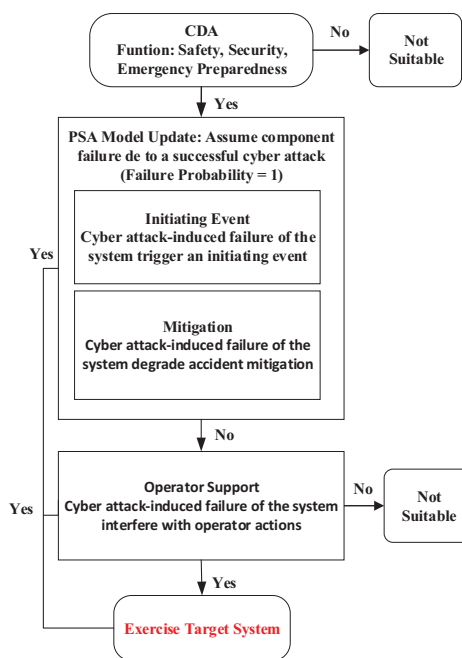 CDA
Funtion: Safety, Security,
Emergency Preparedness
No
Not
Suitable
Yes
PSA Model Update: Assume component
failure de to a successful cyber attack
(Failure Probability = 1)
Initiating Event
Cyber attack-induced failure of the
system trigger an initiating event
Yes
Mitigation
Cyber attack-induced failure of the
system degrade accident mitigation
No
Operator Support
Cyber attack-induced failure of the system
interfere with operator actions
No
Not
Suitable
Yes
Yes
Exercise Target System